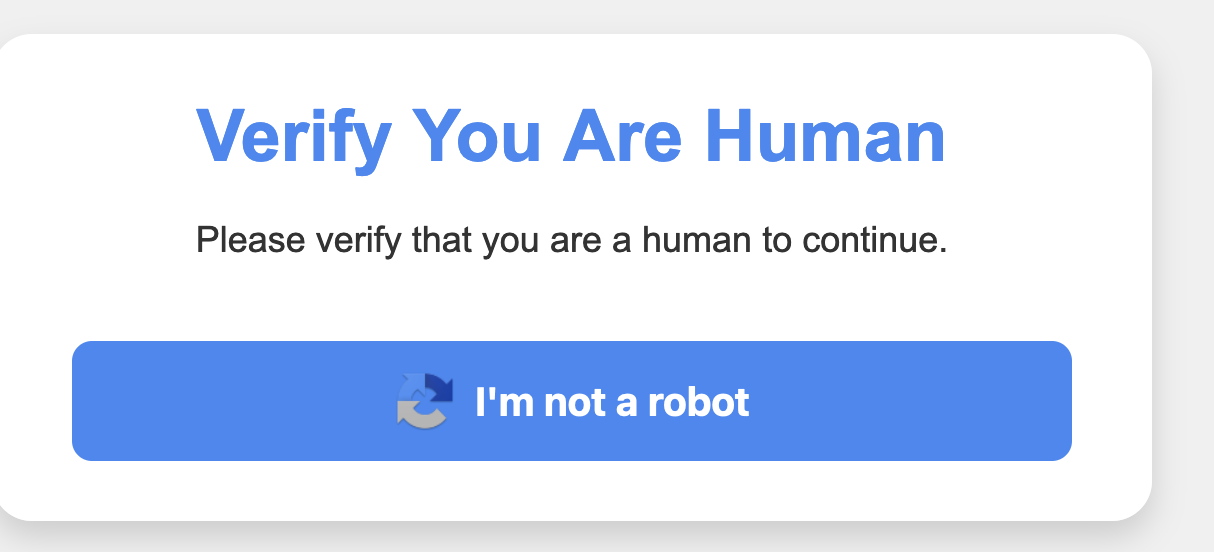 Verify You Are Human
Please verify that you are a human to continue.
I'm not a robot